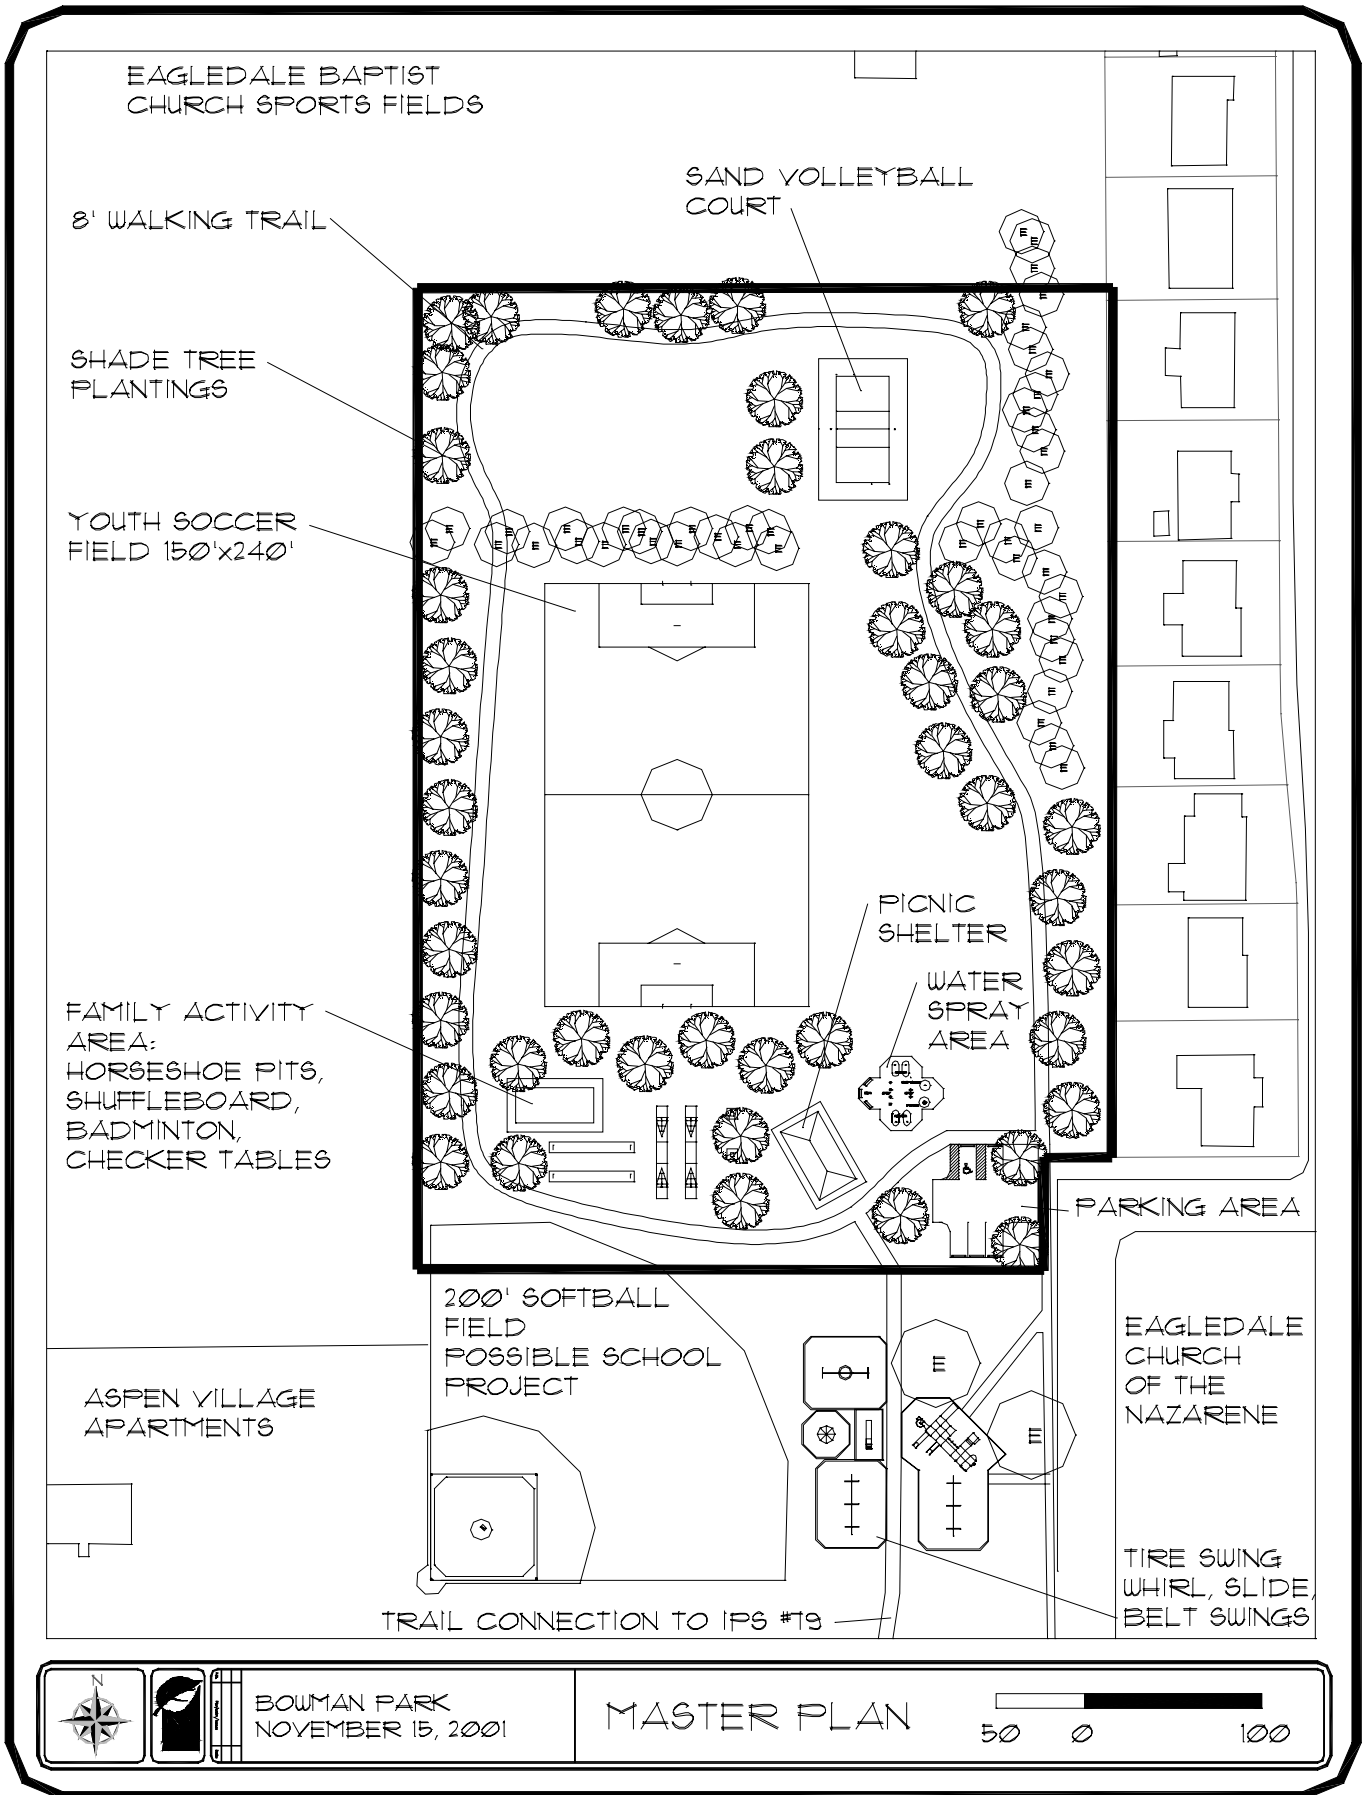 EAGLEDALE BAPTIST
CHURCH SPORTS FIELDS
SAND VOLLEYBALL
COURT
8' WALKING TRAIL
SHADE TREE
PLANTINGS
YOUTH SOCCER
FIELD 150'x240'
PICNIC
SHELTER
WATER
SPRAY
AREA
FAMILY ACTIVITY
AREA:
HORSESHOE PITS,
SHUFFLEBOARD,
BADMINTON,
CHECKER TABLES
PARKING AREA
200' SOFTBALL
FIELD
POSSIBLE SCHOOL
PROJECT
EAGLEDALE
CHURCH
OF THE
NAZARENE
ASPEN VILLAGE
APARTMENTS
TIRE SWING
WHIRL, SLIDE,
BELT SWINGS
TRAIL CONNECTION TO IPS #79
N
BOWMAN PARK
NOVEMBER 15, 2001
MASTER PLAN
50 0 100